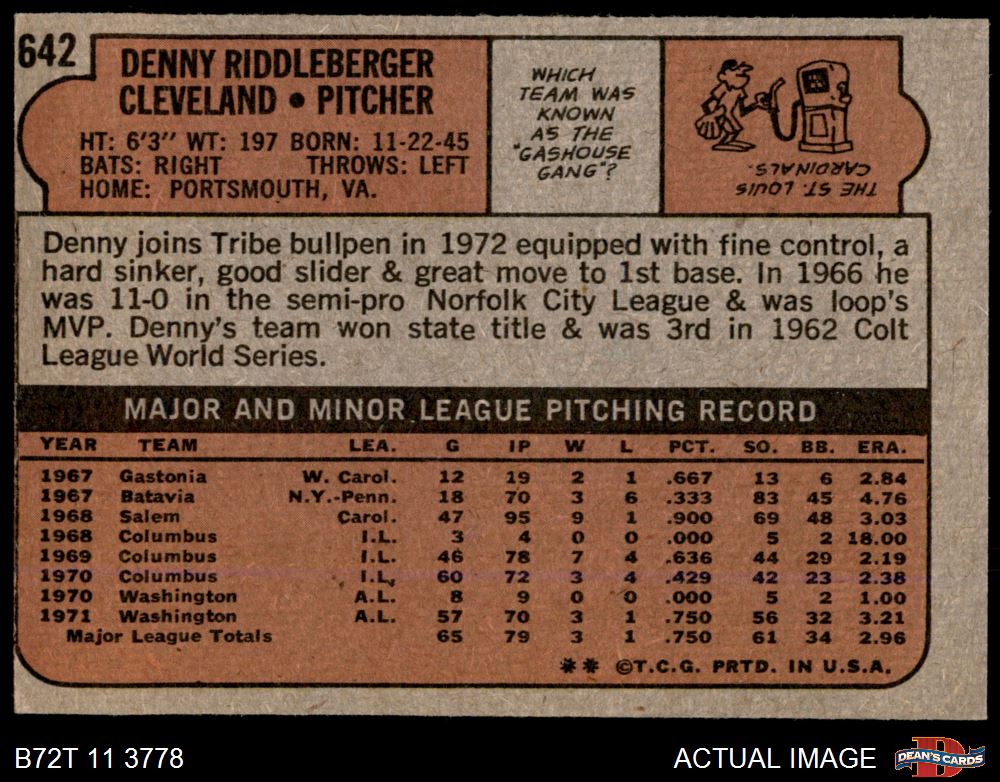 642
DENNY RIDDLEBERGER
CLEVELAND • PITCHER
HT: 6'3" WT: 197 BORN: 11-22-45
BATS: RIGHT THROWS: LEFT
HOME: PORTSMOUTH, VA.
WHICH
TEAM WAS
KNOWN
AS THE
"GASHOUSE
GANG"?
THE ST. LOUIS
CARDINALS.
Denny joins Tribe bullpen in 1972 equipped with fine control, a
hard sinker, good slider & great move to 1st base. In 1966 he
was 11-0 in the semi-pro Norfolk City League & was loop's
MVP. Denny's team won state title & was 3rd in 1962 Colt
League World Series.
MAJOR AND MINOR LEAGUE PITCHING RECORD
YEAR TEAM LEA. G IP W L PCT. SO. BB. ERA.
1967 Gastonia W. Carol. 12 19 2 1 .667 13 6 2.84
1967 Batavia N.Y.-Penn. 18 70 3 6 .333 83 45 4.76
1968 Salem Carol. 47 95 9 1 .900 69 48 3.03
1968 Columbus I.L. 3 4 0 0 .000 5 2 18.00
1969 Columbus I.L. 46 78 7 4 .636 44 29 2.19
1970 Columbus I.L. 60 72 3 4 .429 42 23 2.38
1970 Washington A.L. 8 9 0 0 .000 5 2 1.00
1971 Washington A.L. 57 70 3 1 .750 56 32 3.21
Major League Totals 65 79 3 1 .750 61 34 2.96
** ©T.C.G. PRTD. IN U.S.A.
B72T 11 3778 ACTUAL IMAGE
DEAN'S CARDS